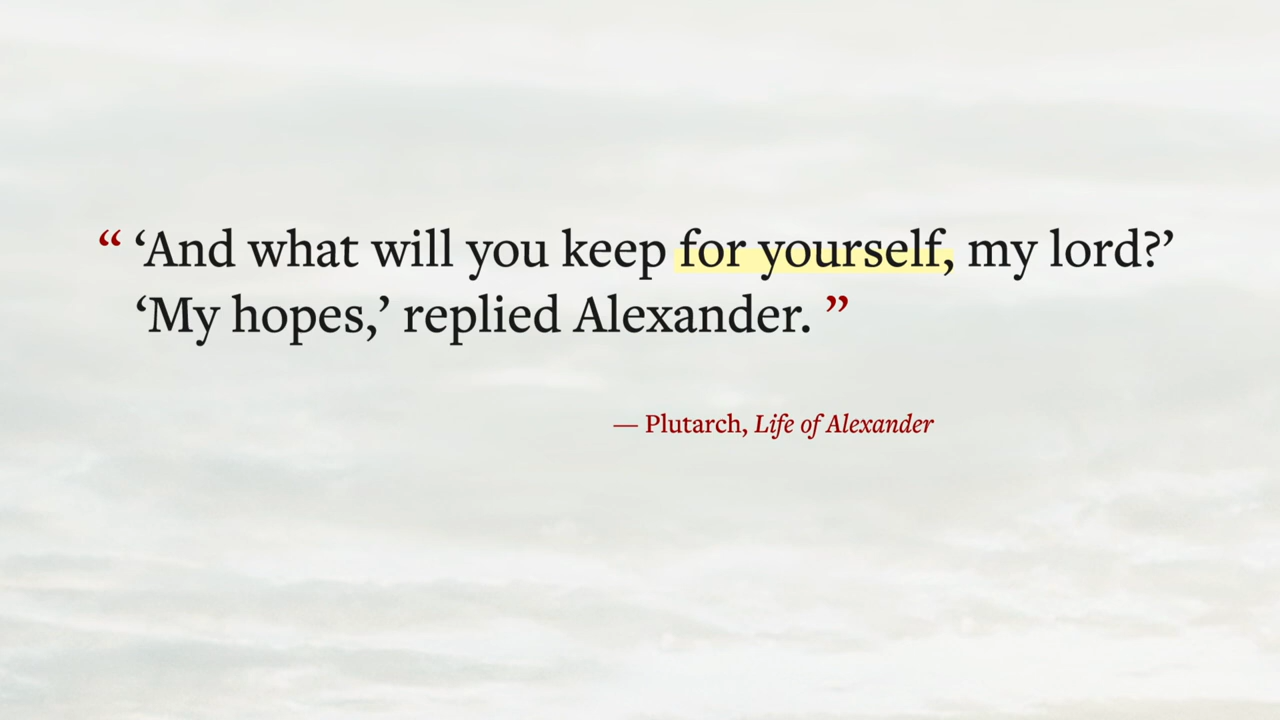 “ ‘And what will you keep for yourself, my lord?’
‘My hopes,’ replied Alexander. ”
— Plutarch, Life of Alexander